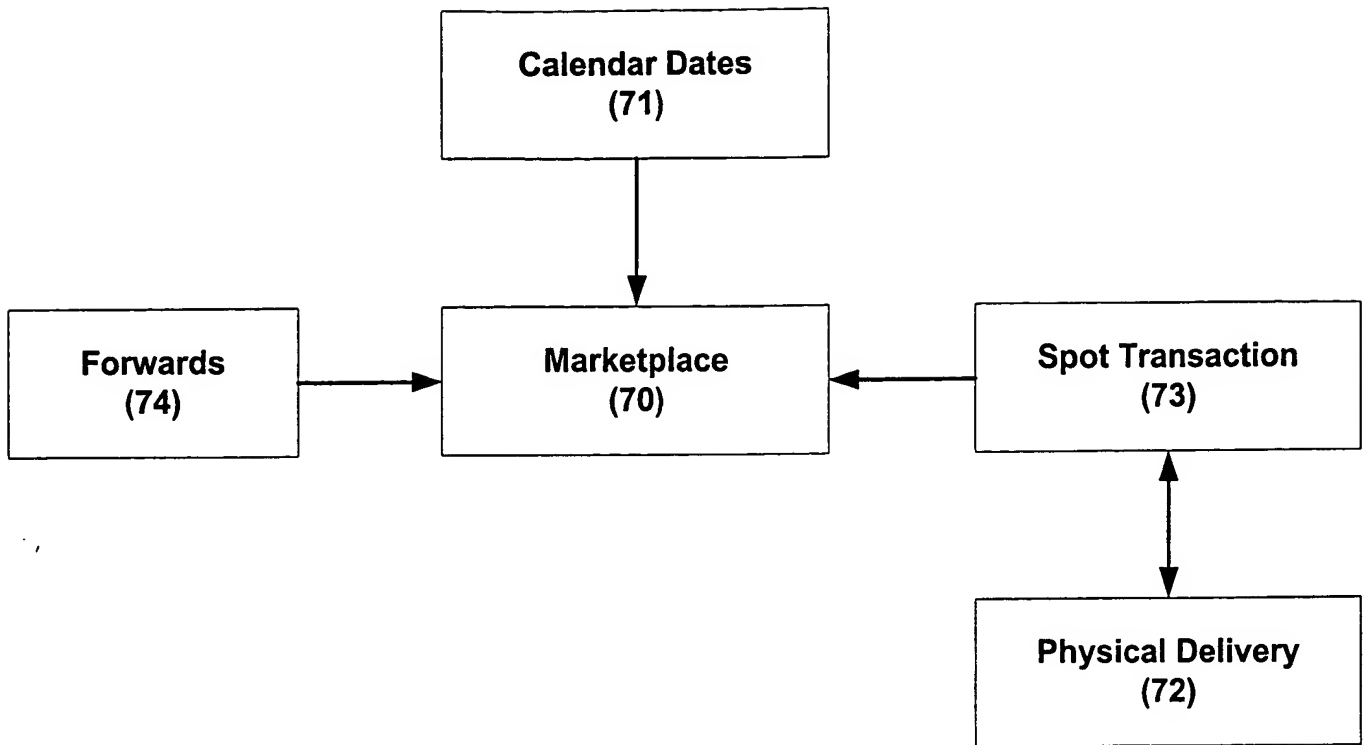 Calendar Dates
(71)
Forwards
(74)
Marketplace
(70)
Spot Transaction
(73)
Physical Delivery
(72)